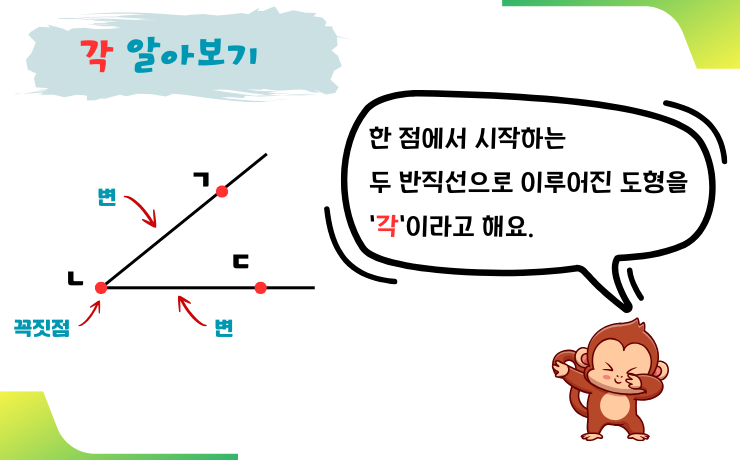 각 알아보기
한 점에서 시작하는
두 반직선으로 이루어진 도형을
'각'이라고 해요.
ㄱ
변
ㄷ
ㄴ
꼭짓점
변